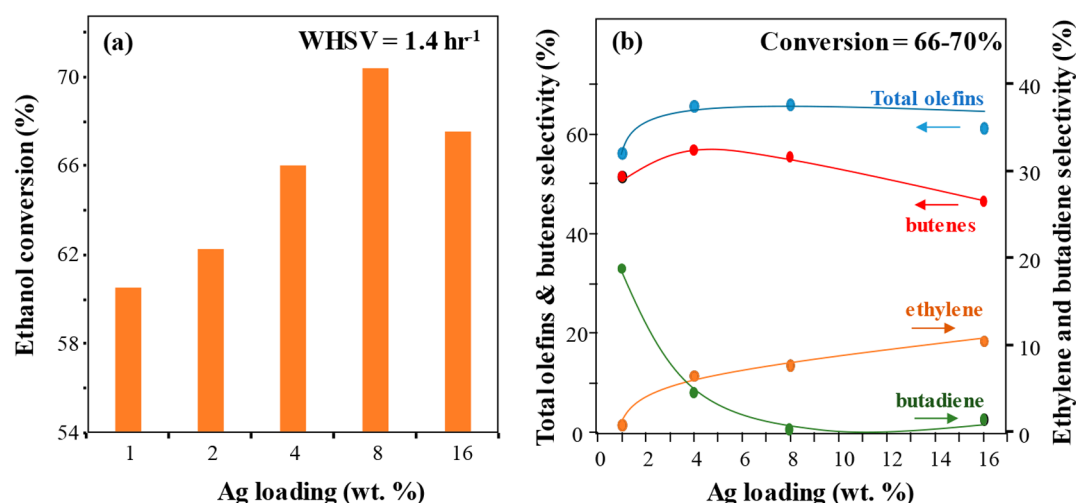 (a)
WHSV = 1.4 hr-1
Ethanol conversion (%)
70
66
62
58
54
1 2 4 8 16
Ag loading (wt. %)
(b)
Conversion = 66-70%
Total olefins & butenes selectivity (%)
60
40
20
0
Total olefins
butenes
ethylene
butadiene
40
30
20
10
0
Ethylene and butadiene selectivity (%)
0 2 4 6 8 10 12 14 16
Ag loading (wt. %)